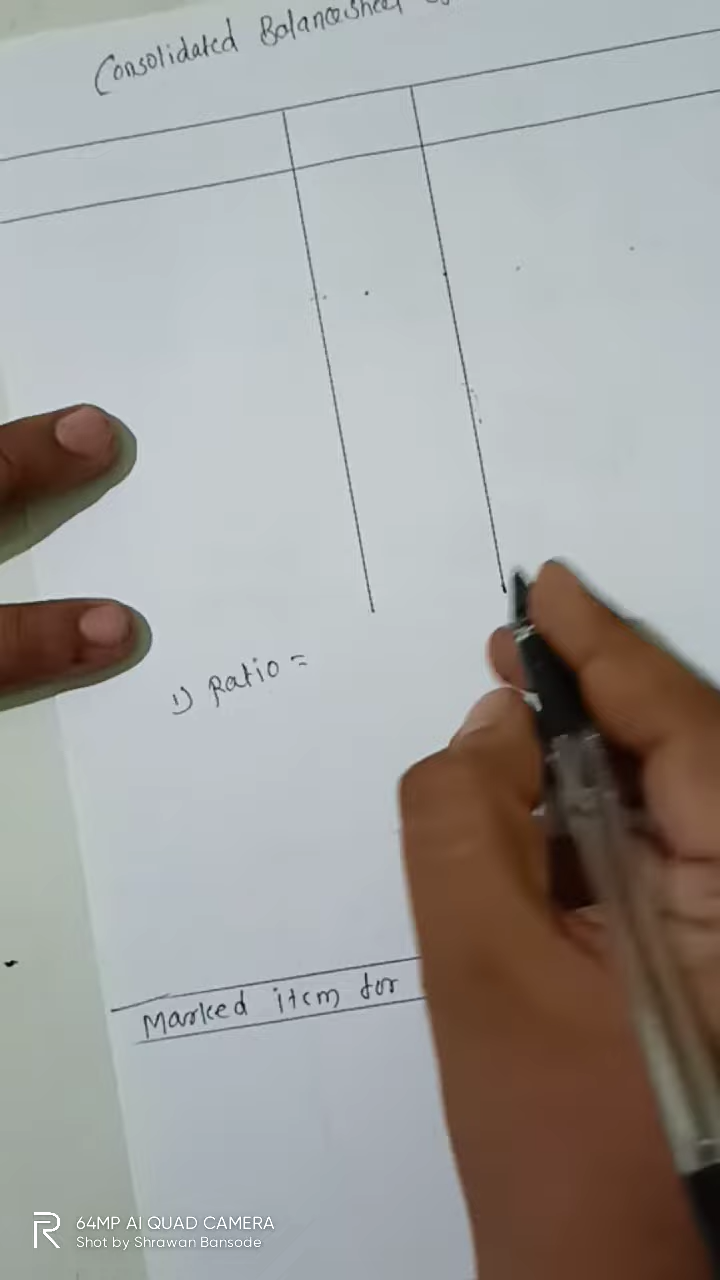 Consolidated Balancesheet
1) Ratio =
Marked item for
64MP AI QUAD CAMERA
Shot by Shrawan Bansode